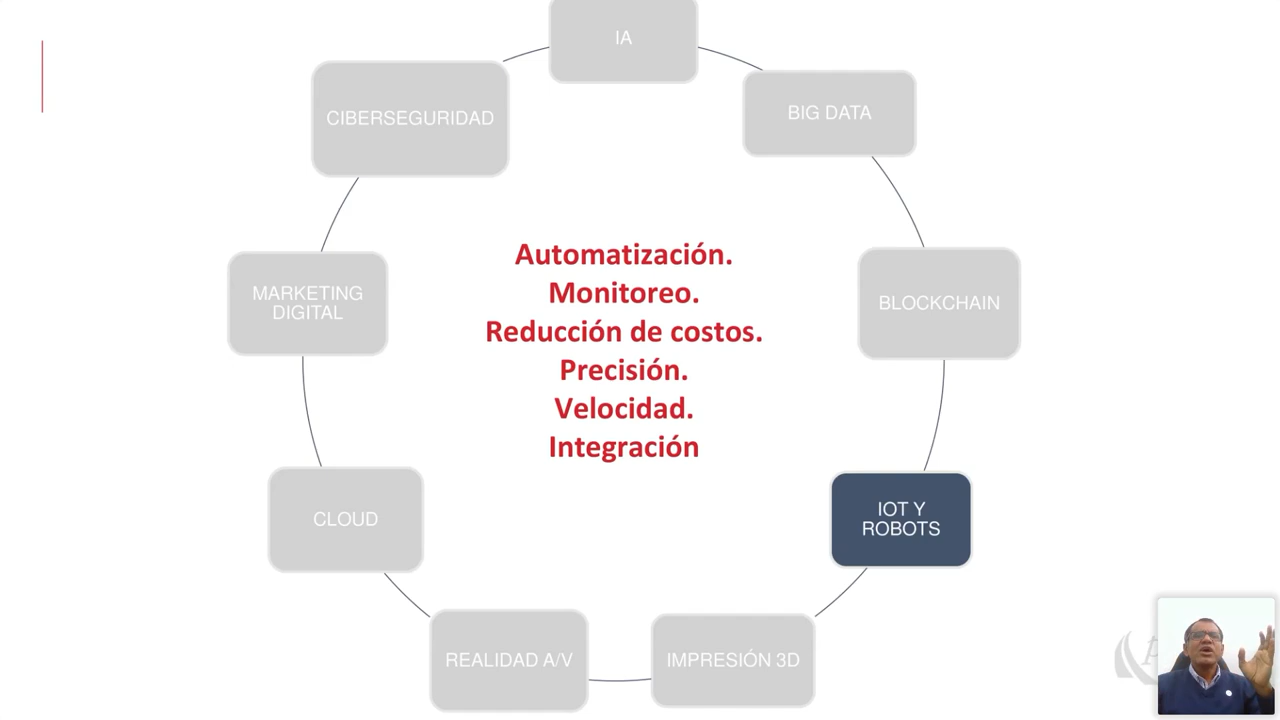 IA
CIBERSEGURIDAD
BIG DATA
MARKETING
DIGITAL
Automatización.
Monitoreo.
Reducción de costos.
Precisión.
Velocidad.
Integración
BLOCKCHAIN
CLOUD
IOT Y
ROBOTS
REALIDAD A/V
IMPRESIÓN 3D